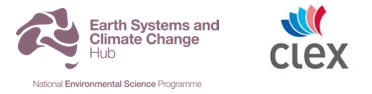 Earth Systems and
Climate Change
Hub
National Environmental Science Programme
clex